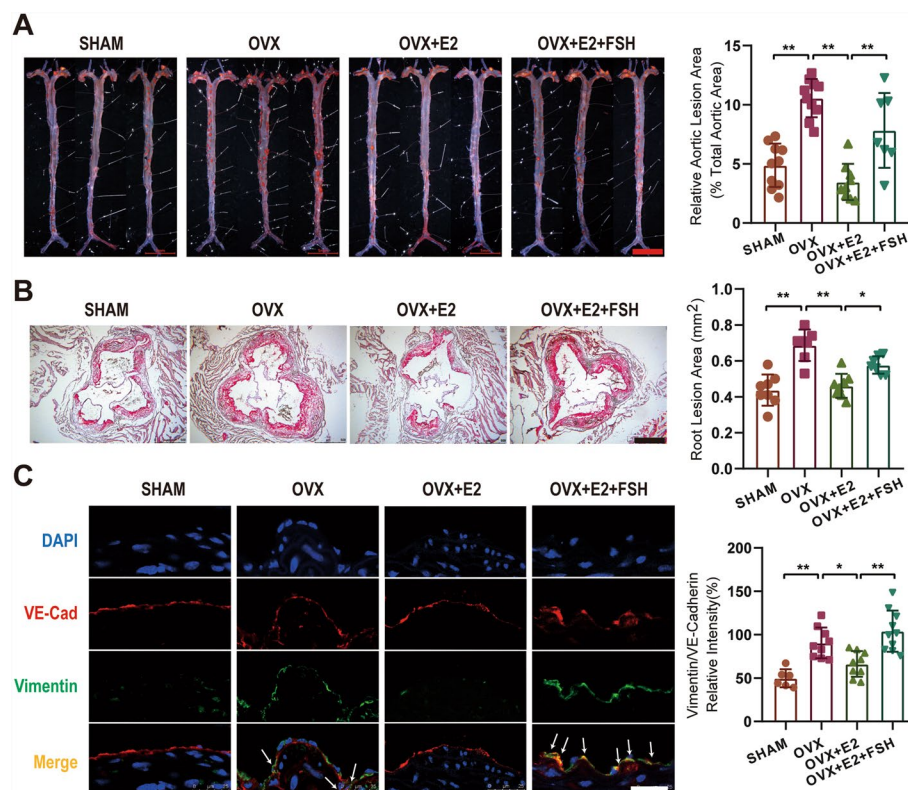 A
SHAM
OVX
OVX+E2
OVX+E2+FSH
Relative Aortic Lesion Area
(% Total Aortic Area)
15
10
5
0
** ** **
SHAM
OVX
OVX+E2
OVX+E2+FSH
B
SHAM
OVX
OVX+E2
OVX+E2+FSH
Root Lesion Area (mm²)
1.0
0.8
0.6
0.4
0.2
0.0
** ** *
SHAM
OVX
OVX+E2
OVX+E2+FSH
C
SHAM
OVX
OVX+E2
OVX+E2+FSH
DAPI
VE-Cad
Vimentin
Merge
Vimentin/VE-Cadherin
Relative Intensity(%)
200
150
100
50
0
** * **
SHAM
OVX
OVX+E2
OVX+E2+FSH